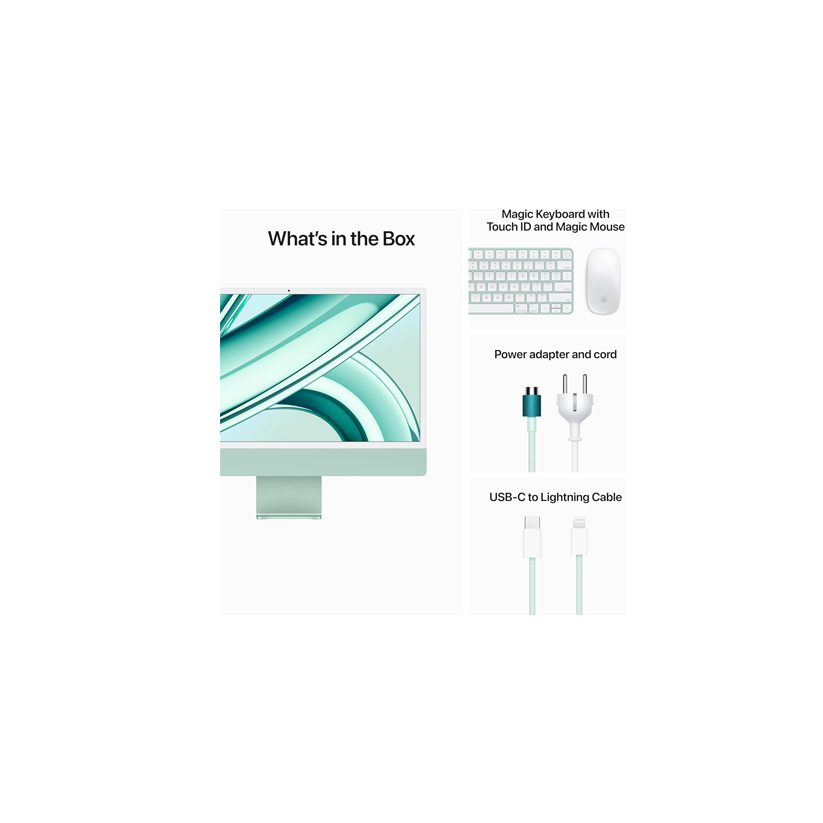 What's in the Box
Magic Keyboard with
Touch ID and Magic Mouse
Power adapter and cord
USB-C to Lightning Cable